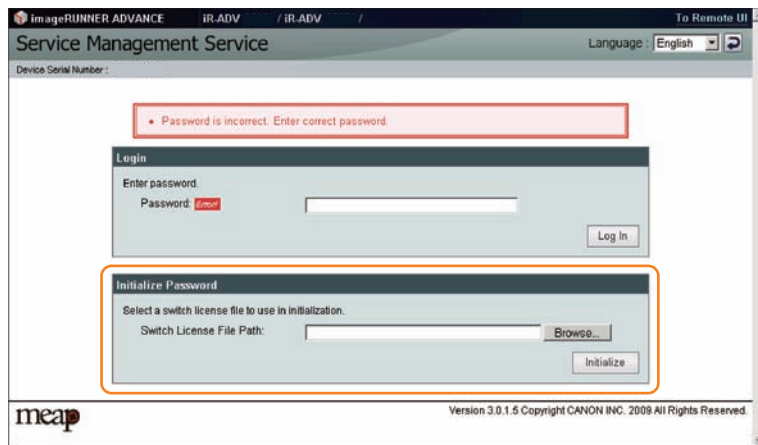 imageRUNNER ADVANCE iR-ADV / iR-ADV / To Remote UI
Service Management Service Language : English
Device Serial Number :
• Password is incorrect. Enter correct password.
Login
Enter password.
Password: Error!
Log In
Initialize Password
Select a switch license file to use in initialization.
Switch License File Path: Browse...
Initialize
meap Version 3.0.1.5 Copyright CANON INC. 2009 All Rights Reserved.